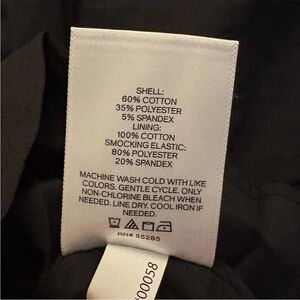 SHELL:
60% COTTON
35% POLYESTER
5% SPANDEX
LINING:
100% COTTON
SMOCKING ELASTIC:
80% POLYESTER
20% SPANDEX
MACHINE WASH COLD WITH LIKE
COLORS. GENTLE CYCLE. ONLY
NON-CHLORINE BLEACH WHEN
NEEDED. LINE DRY. COOL IRON IF
NEEDED.
RN# 55285
00058